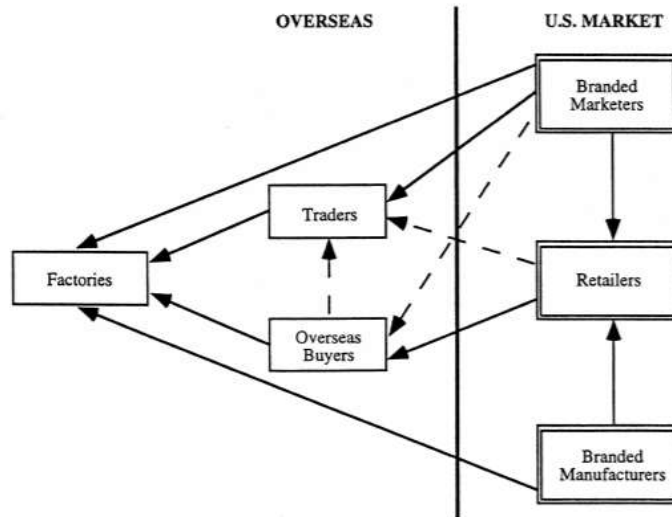 OVERSEAS
U.S. MARKET
Branded
Marketers
Traders
Factories
Retailers
Overseas
Buyers
Branded
Manufacturers